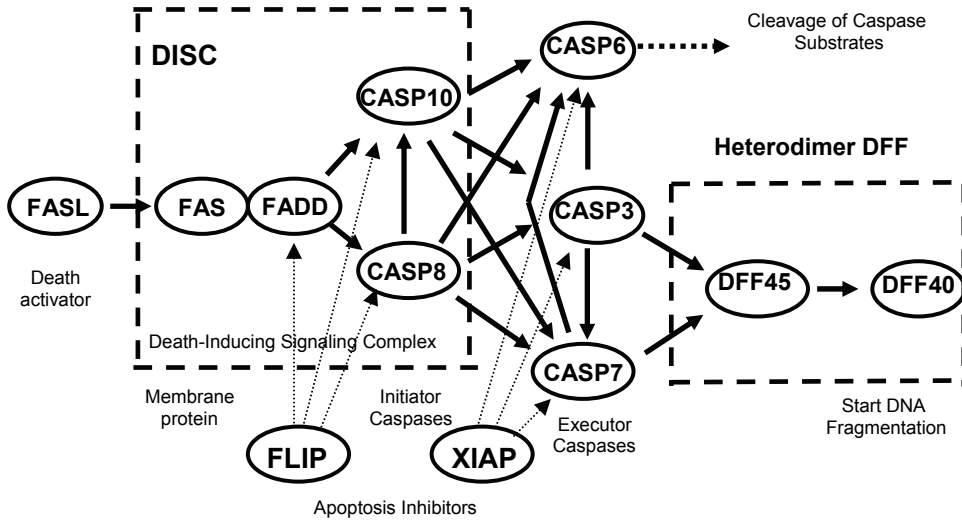 Cleavage of Caspase
Substrates
CASP6
DISC
CASP10
Heterodimer DFF
FASL
FAS
FADD
CASP3
CASP8
DFF45
DFF40
Death
activator
Death-Inducing Signaling Complex
CASP7
Membrane
protein
Initiator
Caspases
Executor
Caspases
Start DNA
Fragmentation
FLIP
XIAP
Apoptosis Inhibitors